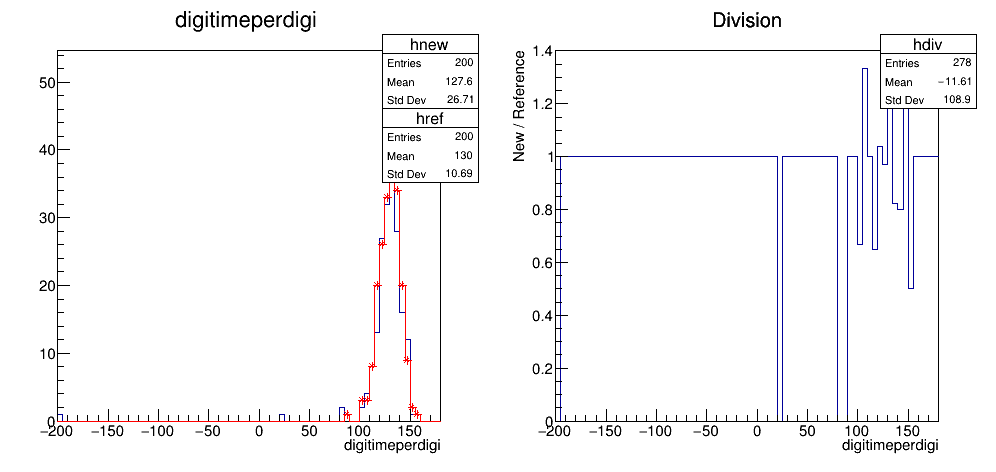 digitimeperdigi
hnew
Entries 200
Mean 127.6
Std Dev 26.71
href
Entries 200
Mean 130
Std Dev 10.69
50
40
30
20
10
0
−200 −150 −100 −50 0 50 100 150
digitimeperdigi
Division
hdiv
Entries 278
Mean −11.61
Std Dev 108.9
New / Reference
1.4
1.2
1
0.8
0.6
0.4
0.2
0
−200 −150 −100 −50 0 50 100 150
digitimeperdigi